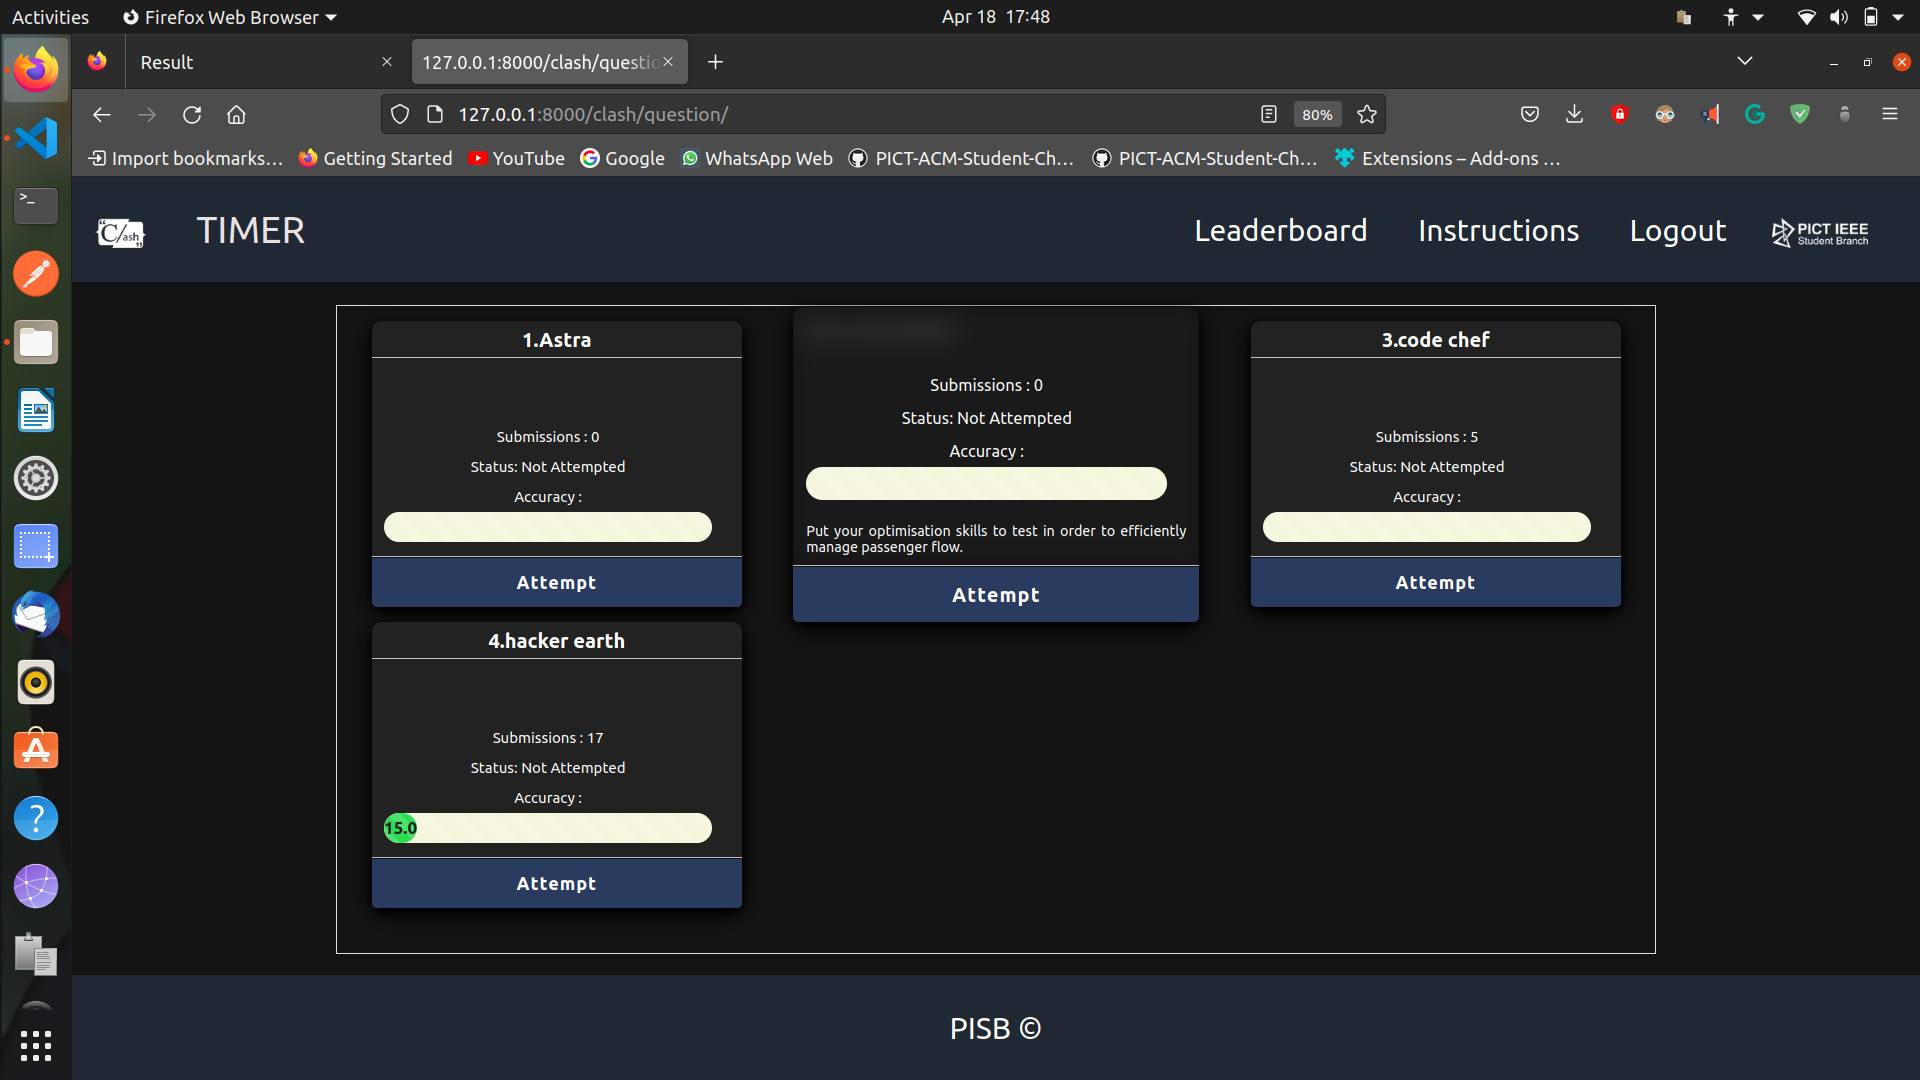 Activities
Firefox Web Browser
Apr 18 17:48
Result
127.0.0.1:8000/clash/questio
127.0.0.1:8000/clash/question/
80%
Import bookmarks...
Getting Started
YouTube
Google
WhatsApp Web
PICT-ACM-Student-Ch...
PICT-ACM-Student-Ch...
Extensions – Add-ons ...
"C/ash"
TIMER
Leaderboard
Instructions
Logout
PICT IEEE
Student Branch
1.Astra
Submissions : 0
Status: Not Attempted
Accuracy :
Attempt
Submissions : 0
Status: Not Attempted
Accuracy :
Put your optimisation skills to test in order to efficiently
manage passenger flow.
Attempt
3.code chef
Submissions : 5
Status: Not Attempted
Accuracy :
Attempt
4.hacker earth
Submissions : 17
Status: Not Attempted
Accuracy :
15.0
Attempt
PISB ©